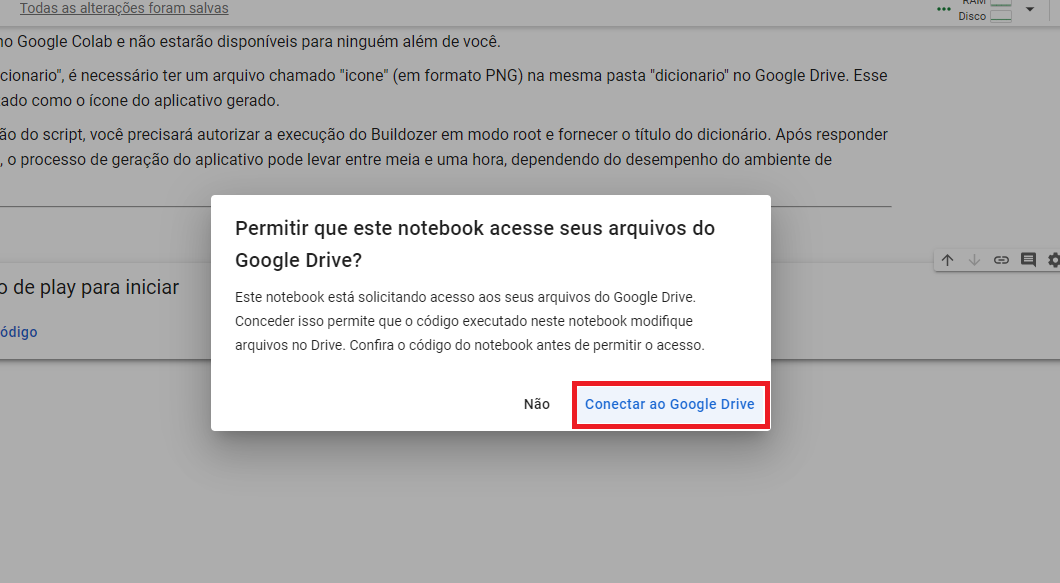 Todas as alterações foram salvas
RAM
Disco
no Google Colab e não estarão disponíveis para ninguém além de você.
cionario", é necessário ter um arquivo chamado "icone" (em formato PNG) na mesma pasta "dicionario" no Google Drive. Esse
ado como o ícone do aplicativo gerado.
ão do script, você precisará autorizar a execução do Buildozer em modo root e fornecer o título do dicionário. Após responder
, o processo de geração do aplicativo pode levar entre meia e uma hora, dependendo do desempenho do ambiente de
Permitir que este notebook acesse seus arquivos do
Google Drive?
Este notebook está solicitando acesso aos seus arquivos do Google Drive.
Conceder isso permite que o código executado neste notebook modifique
arquivos no Drive. Confira o código do notebook antes de permitir o acesso.
Não
Conectar ao Google Drive
o de play para iniciar
ódigo